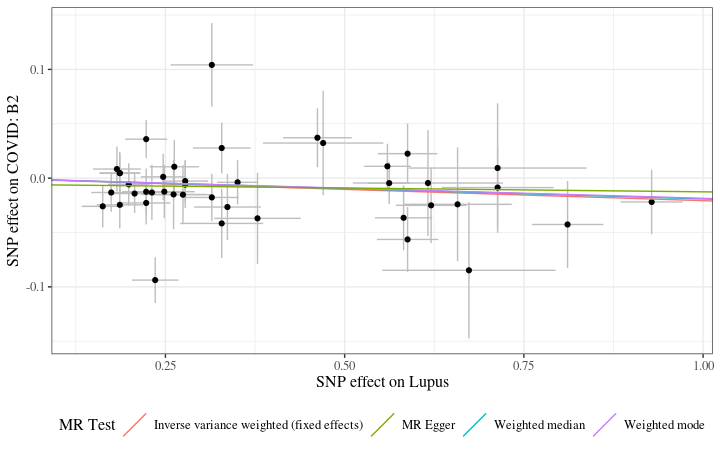 SNP effect on COVID: B2
0.1
0.0
-0.1
0.25
0.50
0.75
1.00
SNP effect on Lupus
MR Test
Inverse variance weighted (fixed effects)
MR Egger
Weighted median
Weighted mode